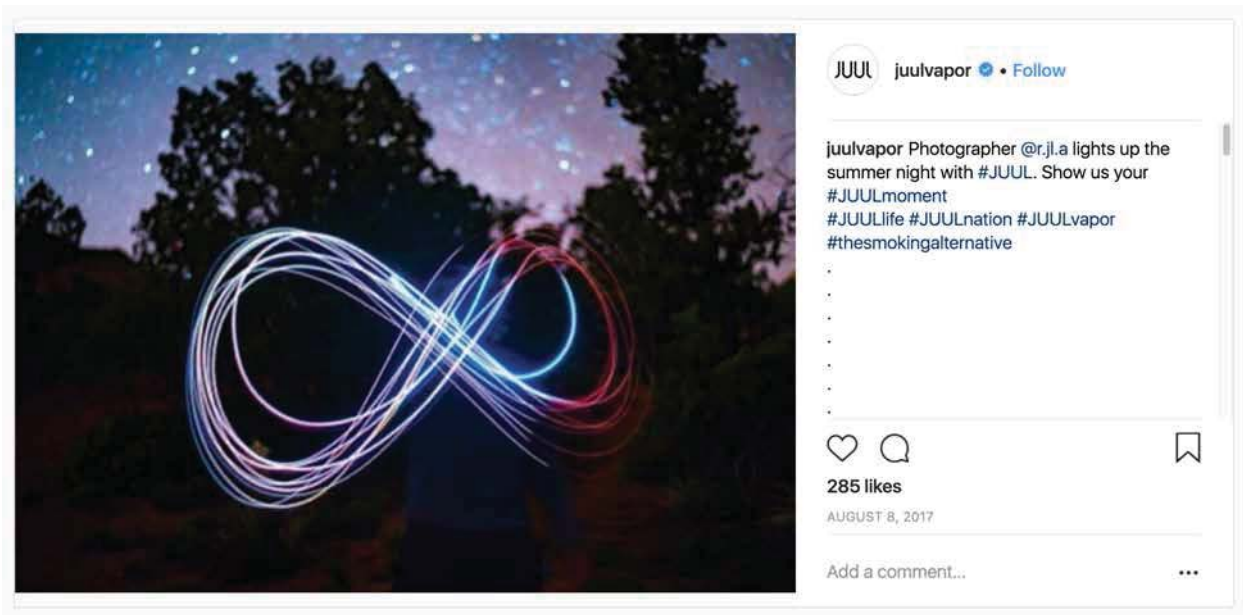 JUUL juulvapor • Follow
juulvapor Photographer @r.jl.a lights up the
summer night with #JUUL. Show us your
#JUULmoment
#JUULlife #JUULnation #JUULvapor
#thesmokingalternative
.
.
.
.
.
.
.
285 likes
AUGUST 8, 2017
Add a comment...